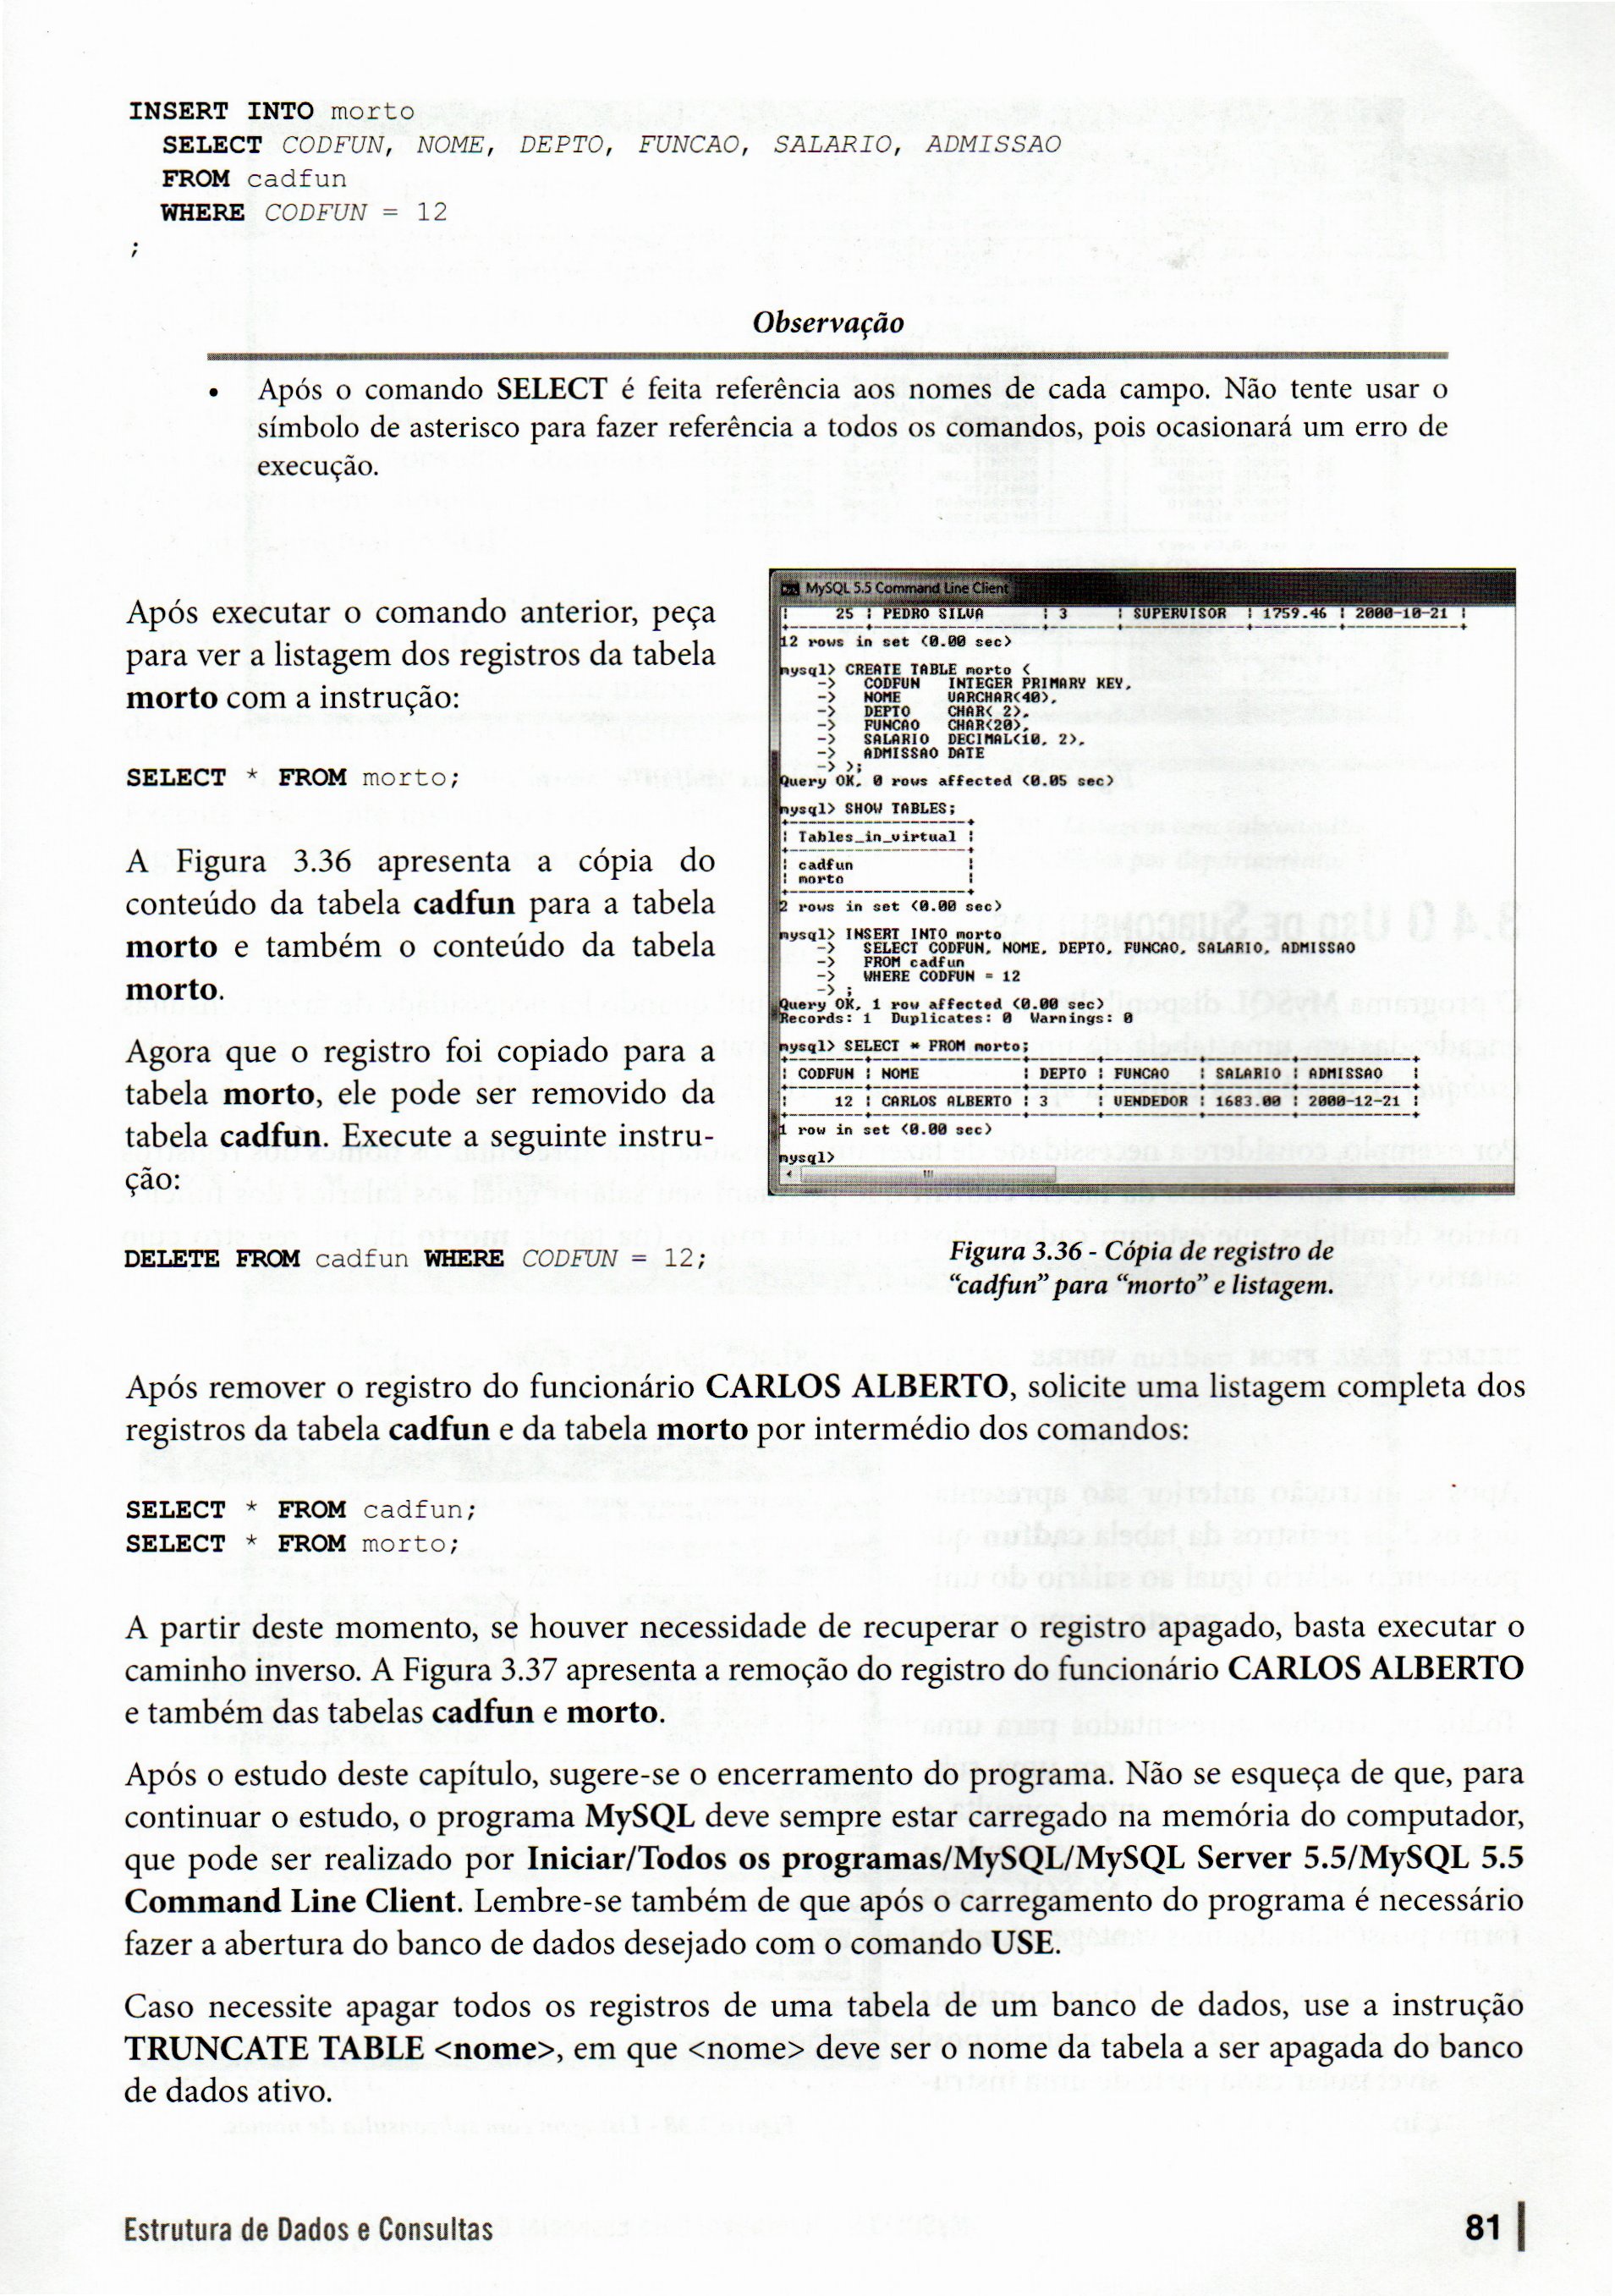 INSERT INTO morto
SELECT CODFUN, NOME, DEPTO, FUNCAO, SALARIO, ADMISSAO
FROM cadfun
WHERE CODFUN = 12
;
Observação
• Após o comando SELECT é feita referência aos nomes de cada campo. Não tente usar o
símbolo de asterisco para fazer referência a todos os comandos, pois ocasionará um erro de
execução.
Após executar o comando anterior, peça
para ver a listagem dos registros da tabela
morto com a instrução:
SELECT * FROM morto;
A Figura 3.36 apresenta a cópia do
conteúdo da tabela cadfun para a tabela
morto e também o conteúdo da tabela
morto.
Agora que o registro foi copiado para a
tabela morto, ele pode ser removido da
tabela cadfun. Execute a seguinte instru-
ção:
DELETE FROM cadfun WHERE CODFUN = 12;
MySQL 5.5 Command Line Client
| 25 | PEDRO SILVA | 3 | SUPERVISOR | 1759.46 | 2000-10-21 |
12 rows in set (0.00 sec)
mysql> CREATE TABLE morto (
-> CODFUN INTEGER PRIMARY KEY,
-> NOME VARCHAR(40),
-> DEPTO CHAR( 2),
-> FUNCAO CHAR(20),
-> SALARIO DECIMAL(10, 2),
-> ADMISSAO DATE
-> );
Query OK, 0 rows affected (0.05 sec)
mysql> SHOW TABLES;
| Tables_in_virtual |
| cadfun |
| morto |
2 rows in set (0.00 sec)
mysql> INSERT INTO morto
-> SELECT CODFUN, NOME, DEPTO, FUNCAO, SALARIO, ADMISSAO
-> FROM cadfun
-> WHERE CODFUN = 12
-> ;
Query OK, 1 row affected (0.00 sec)
Records: 1 Duplicates: 0 Warnings: 0
mysql> SELECT * FROM morto;
| CODFUN | NOME | DEPTO | FUNCAO | SALARIO | ADMISSAO |
| 12 | CARLOS ALBERTO | 3 | VENDEDOR | 1683.00 | 2000-12-21 |
1 row in set (0.00 sec)
mysql>
Figura 3.36 - Cópia de registro de
“cadfun” para “morto” e listagem.
Após remover o registro do funcionário CARLOS ALBERTO, solicite uma listagem completa dos
registros da tabela cadfun e da tabela morto por intermédio dos comandos:
SELECT * FROM cadfun;
SELECT * FROM morto;
A partir deste momento, se houver necessidade de recuperar o registro apagado, basta executar o
caminho inverso. A Figura 3.37 apresenta a remoção do registro do funcionário CARLOS ALBERTO
e também das tabelas cadfun e morto.
Após o estudo deste capítulo, sugere-se o encerramento do programa. Não se esqueça de que, para
continuar o estudo, o programa MySQL deve sempre estar carregado na memória do computador,
que pode ser realizado por Iniciar/Todos os programas/MySQL/MySQL Server 5.5/MySQL 5.5
Command Line Client. Lembre-se também de que após o carregamento do programa é necessário
fazer a abertura do banco de dados desejado com o comando USE.
Caso necessite apagar todos os registros de uma tabela de um banco de dados, use a instrução
TRUNCATE TABLE <nome>, em que <nome> deve ser o nome da tabela a ser apagada do banco
de dados ativo.
Estrutura de Dados e Consultas
81